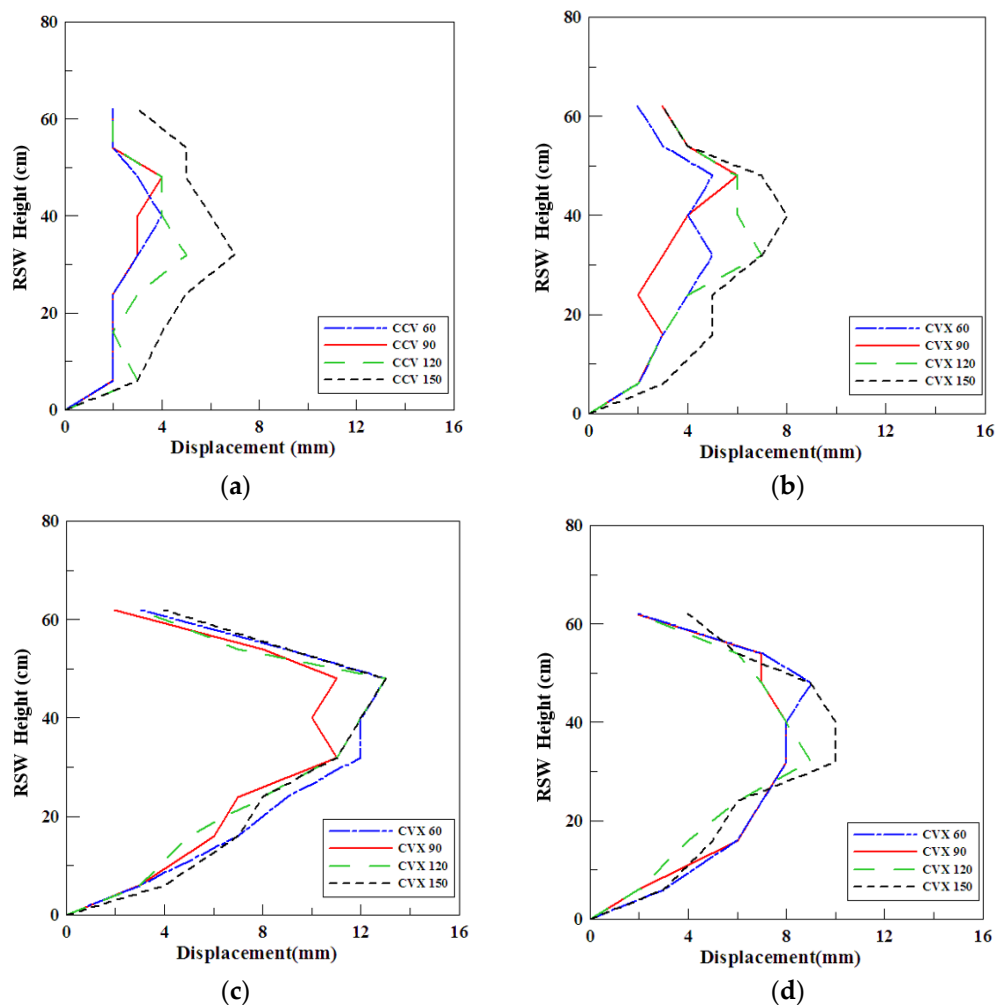 80
60
40
20
0
RSW Height (cm)
CCV 60
CCV 90
CCV 120
CCV 150
0 4 8 12 16
Displacement (mm)
(a)
80
60
40
20
0
RSW Height (cm)
CVX 60
CVX 90
CVX 120
CVX 150
0 4 8 12 16
Displacement(mm)
(b)
80
60
40
20
0
RSW Height (cm)
CVX 60
CVX 90
CVX 120
CVX 150
0 4 8 12 16
Displacement(mm)
(c)
80
60
40
20
0
RSW Height (cm)
CVX 60
CVX 90
CVX 120
CVX 150
0 4 8 12 16
Displacement(mm)
(d)